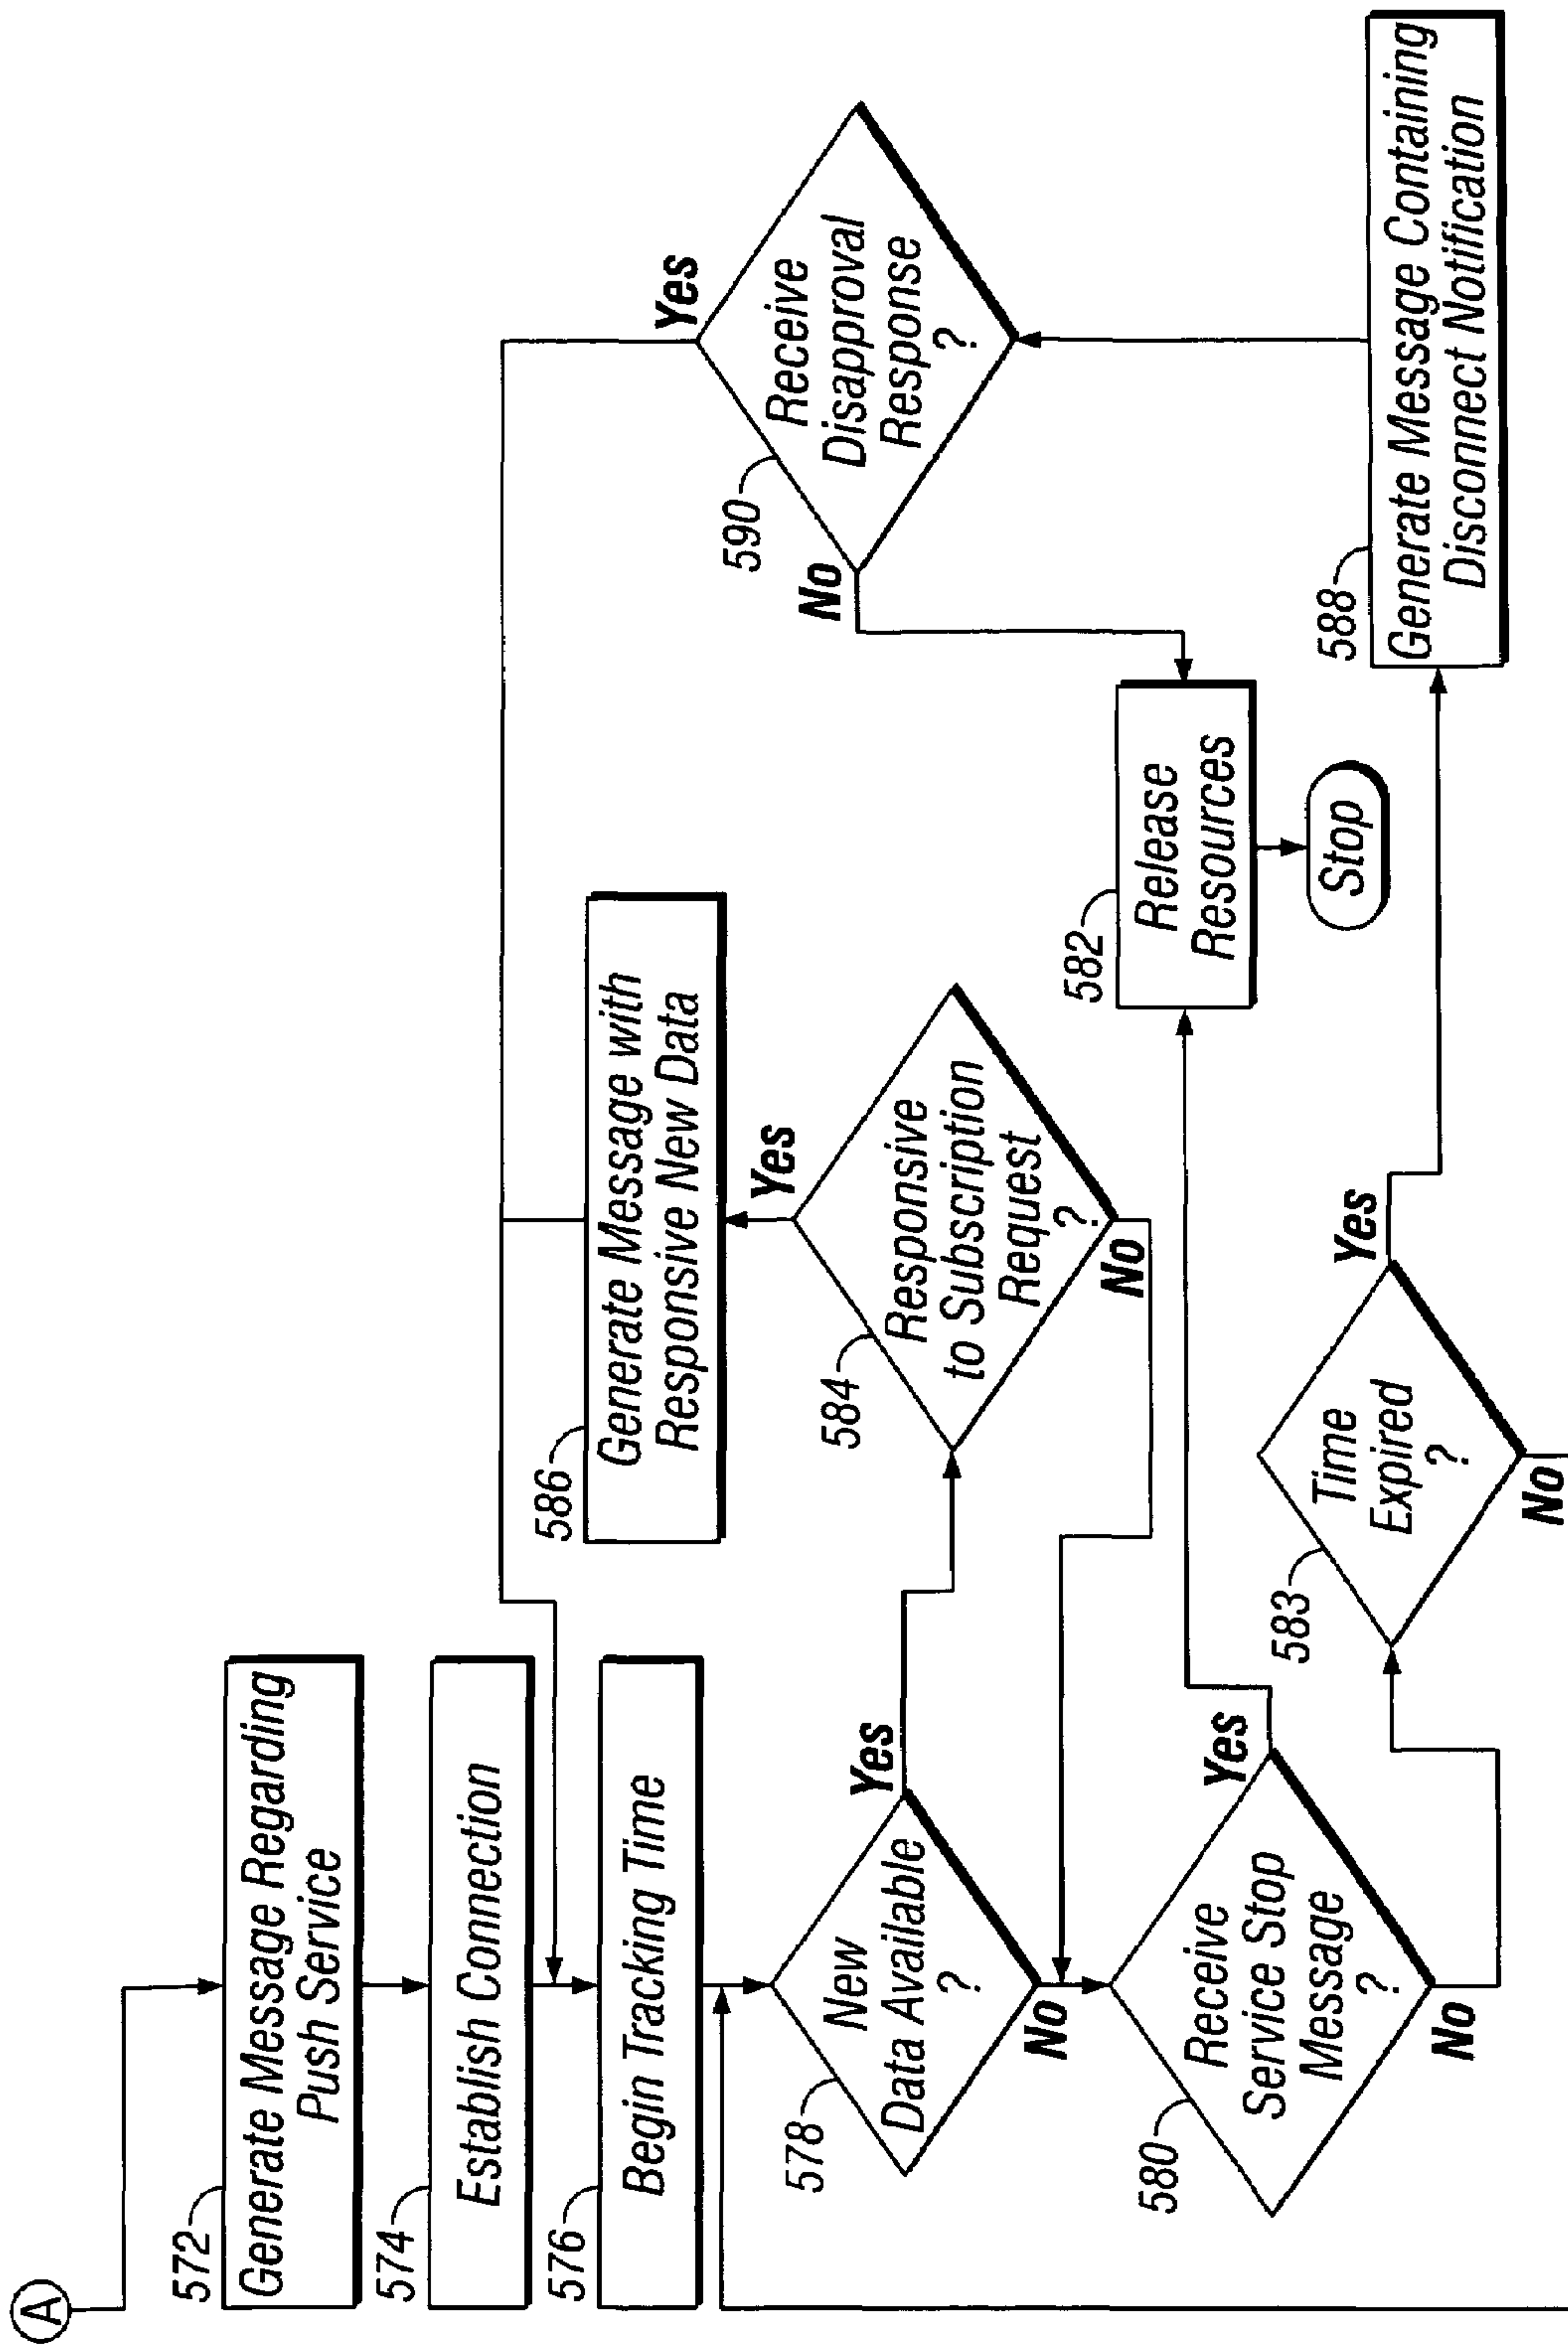 A
572
Generate Message Regarding
Push Service
574
Establish Connection
576
Begin Tracking Time
578
New
Data Available
?
Yes
No
580
Receive
Service Stop
Message
?
Yes
No
583
Time
Expired
?
Yes
No
584
Responsive
to Subscription
Request
?
Yes
No
586
Generate Message with
Responsive New Data
582
Release
Resources
Stop
590
Receive
Disapproval
Response
?
Yes
No
588
Generate Message Containing
Disconnect Notification